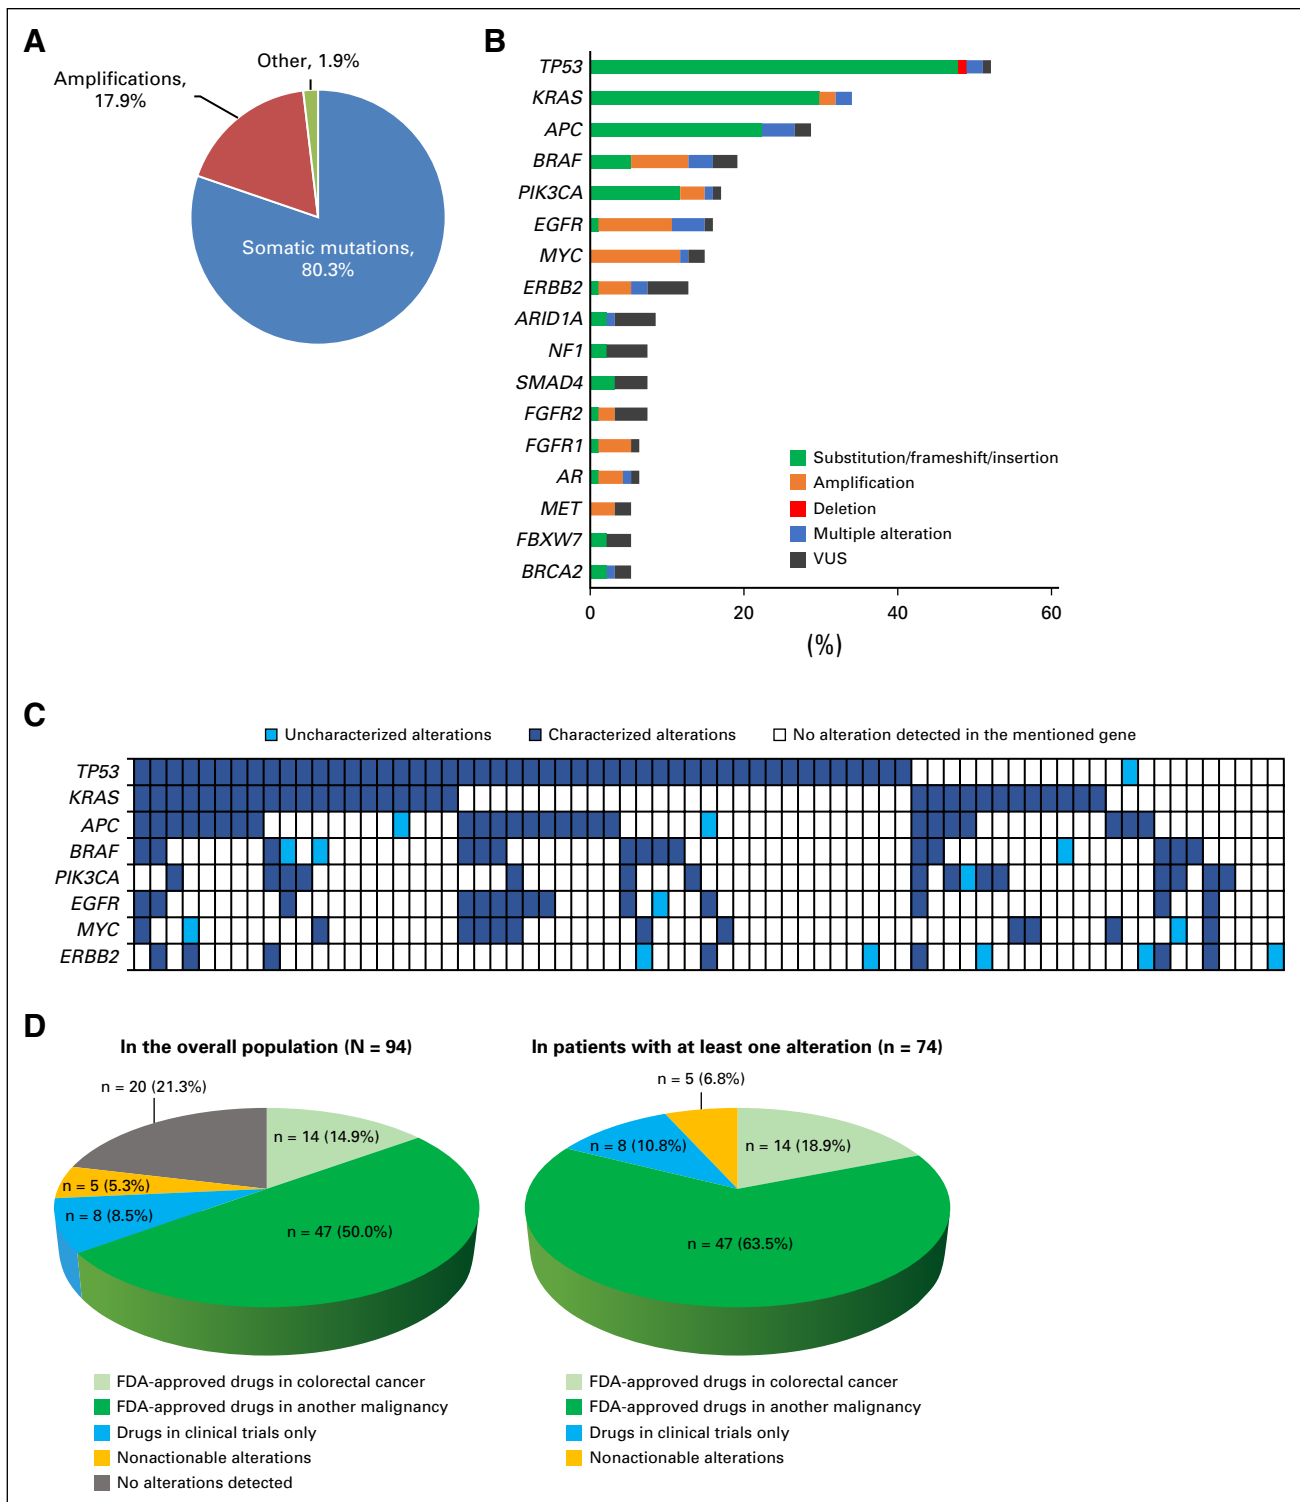 A
Amplifications,
17.9%
Other, 1.9%
Somatic mutations,
80.3%
B
TP53
KRAS
APC
BRAF
PIK3CA
EGFR
MYC
ERBB2
ARID1A
NF1
SMAD4
FGFR2
FGFR1
AR
MET
FBXW7
BRCA2
Substitution/frameshift/insertion
Amplification
Deletion
Multiple alteration
VUS
0 20 40 60
(%)
C
Uncharacterized alterations Characterized alterations No alteration detected in the mentioned gene
TP53
KRAS
APC
BRAF
PIK3CA
EGFR
MYC
ERBB2
D
In the overall population (N = 94)
n = 20 (21.3%)
n = 14 (14.9%)
n = 5 (5.3%)
n = 8 (8.5%)
n = 47 (50.0%)
FDA-approved drugs in colorectal cancer
FDA-approved drugs in another malignancy
Drugs in clinical trials only
Nonactionable alterations
No alterations detected
In patients with at least one alteration (n = 74)
n = 5 (6.8%)
n = 8 (10.8%)
n = 14 (18.9%)
n = 47 (63.5%)
FDA-approved drugs in colorectal cancer
FDA-approved drugs in another malignancy
Drugs in clinical trials only
Nonactionable alterations